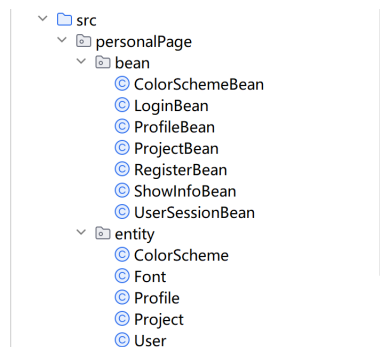 src
personalPage
bean
ColorSchemeBean
LoginBean
ProfileBean
ProjectBean
RegisterBean
ShowInfoBean
UserSessionBean
entity
ColorScheme
Font
Profile
Project
User